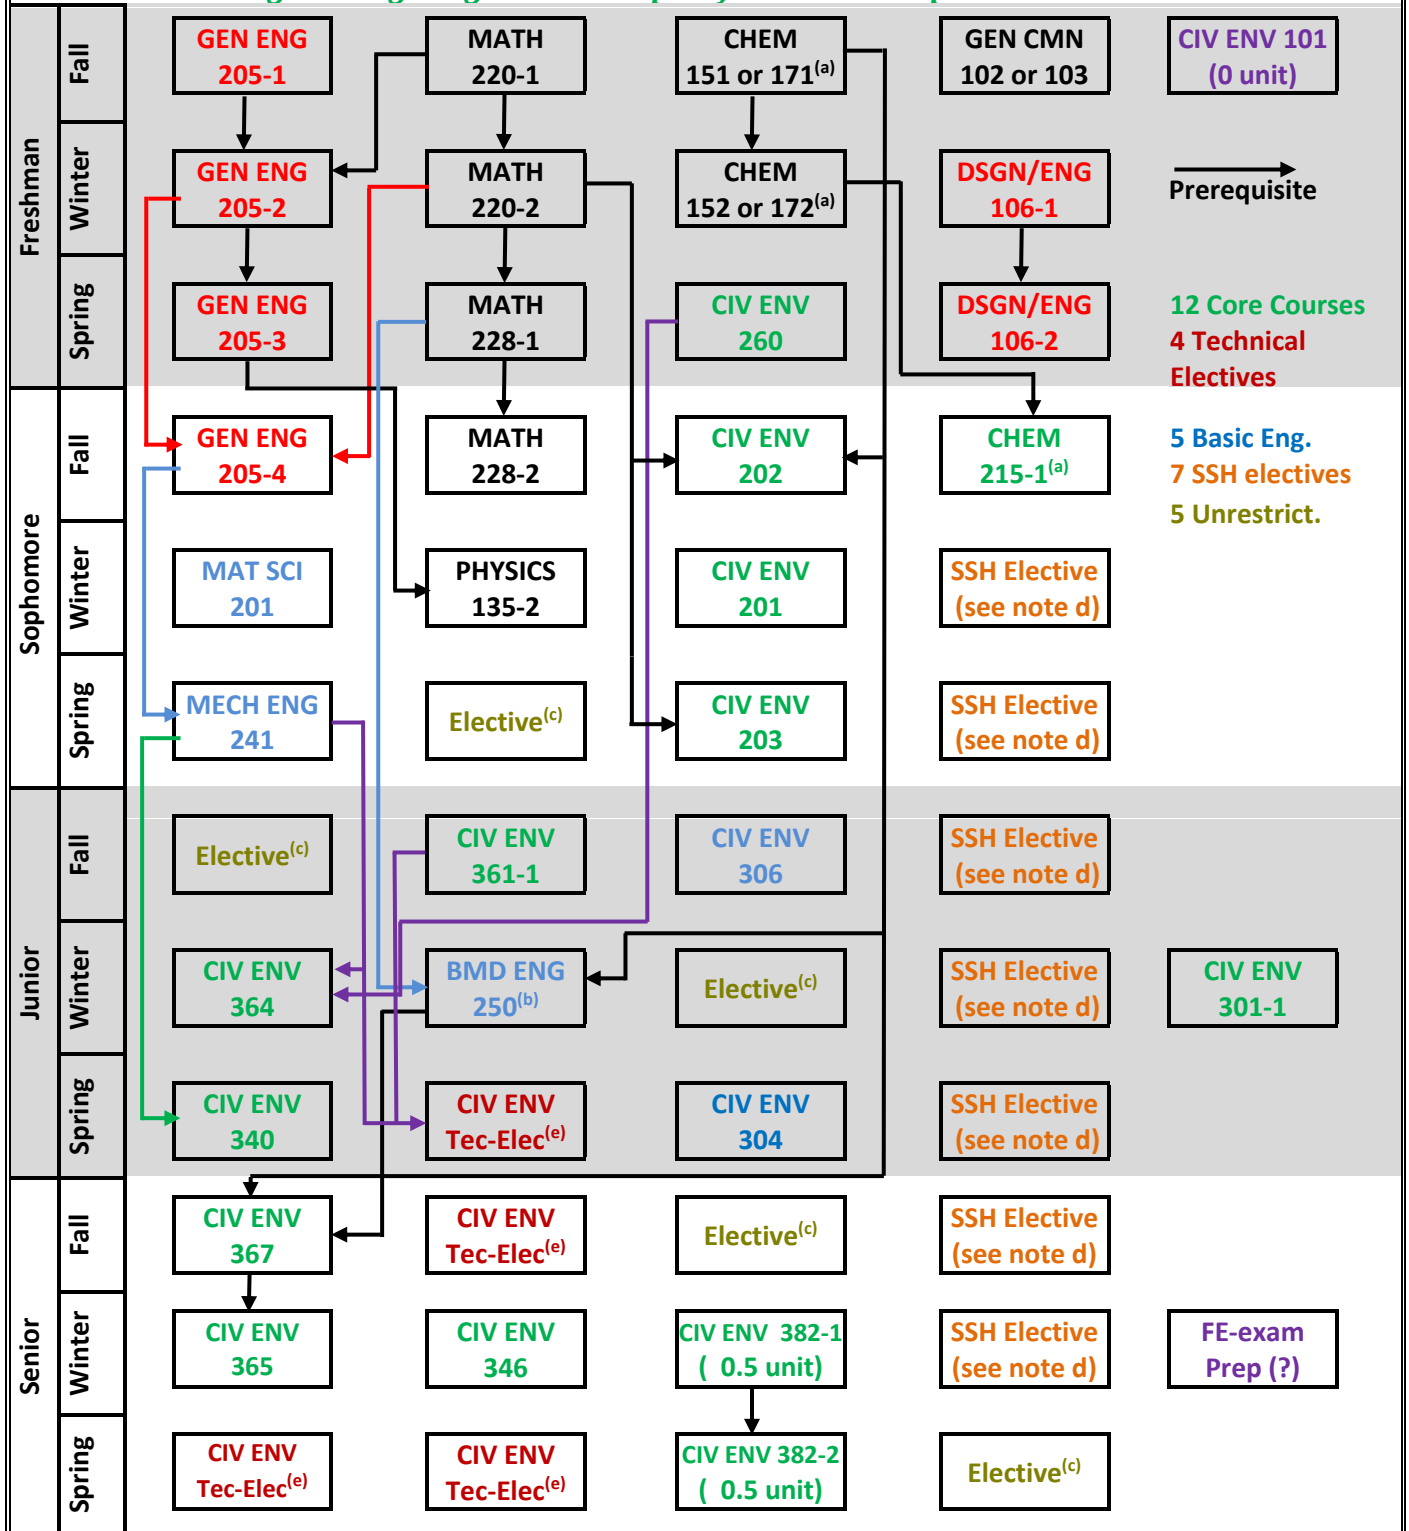 Freshman
Fall
GEN ENG
205-1
MATH
220-1
CHEM
151 or 171(a)
GEN CMN
102 or 103
CIV ENV 101
(0 unit)
Winter
GEN ENG
205-2
MATH
220-2
CHEM
152 or 172(a)
DSGN/ENG
106-1
Prerequisite
Spring
GEN ENG
205-3
MATH
228-1
CIV ENV
260
DSGN/ENG
106-2
12 Core Courses
4 Technical
Electives
Sophomore
Fall
GEN ENG
205-4
MATH
228-2
CIV ENV
202
CHEM
215-1(a)
5 Basic Eng.
7 SSH electives
5 Unrestrict.
Winter
MAT SCI
201
PHYSICS
135-2
CIV ENV
201
SSH Elective
(see note d)
Spring
MECH ENG
241
Elective(c)
CIV ENV
203
SSH Elective
(see note d)
Junior
Fall
Elective(c)
CIV ENV
361-1
CIV ENV
306
SSH Elective
(see note d)
Winter
CIV ENV
364
BMD ENG
250(b)
Elective(c)
SSH Elective
(see note d)
CIV ENV
301-1
Spring
CIV ENV
340
CIV ENV
Tec-Elec(e)
CIV ENV
304
SSH Elective
(see note d)
Senior
Fall
CIV ENV
367
CIV ENV
Tec-Elec(e)
Elective(c)
SSH Elective
(see note d)
Winter
CIV ENV
365
CIV ENV
346
CIV ENV  382-1
(  0.5 unit)
SSH Elective
(see note d)
FE-exam
Prep (?)
Spring
CIV ENV
Tec-Elec(e)
CIV ENV
Tec-Elec(e)
CIV ENV 382-2
(  0.5 unit)
Elective(c)